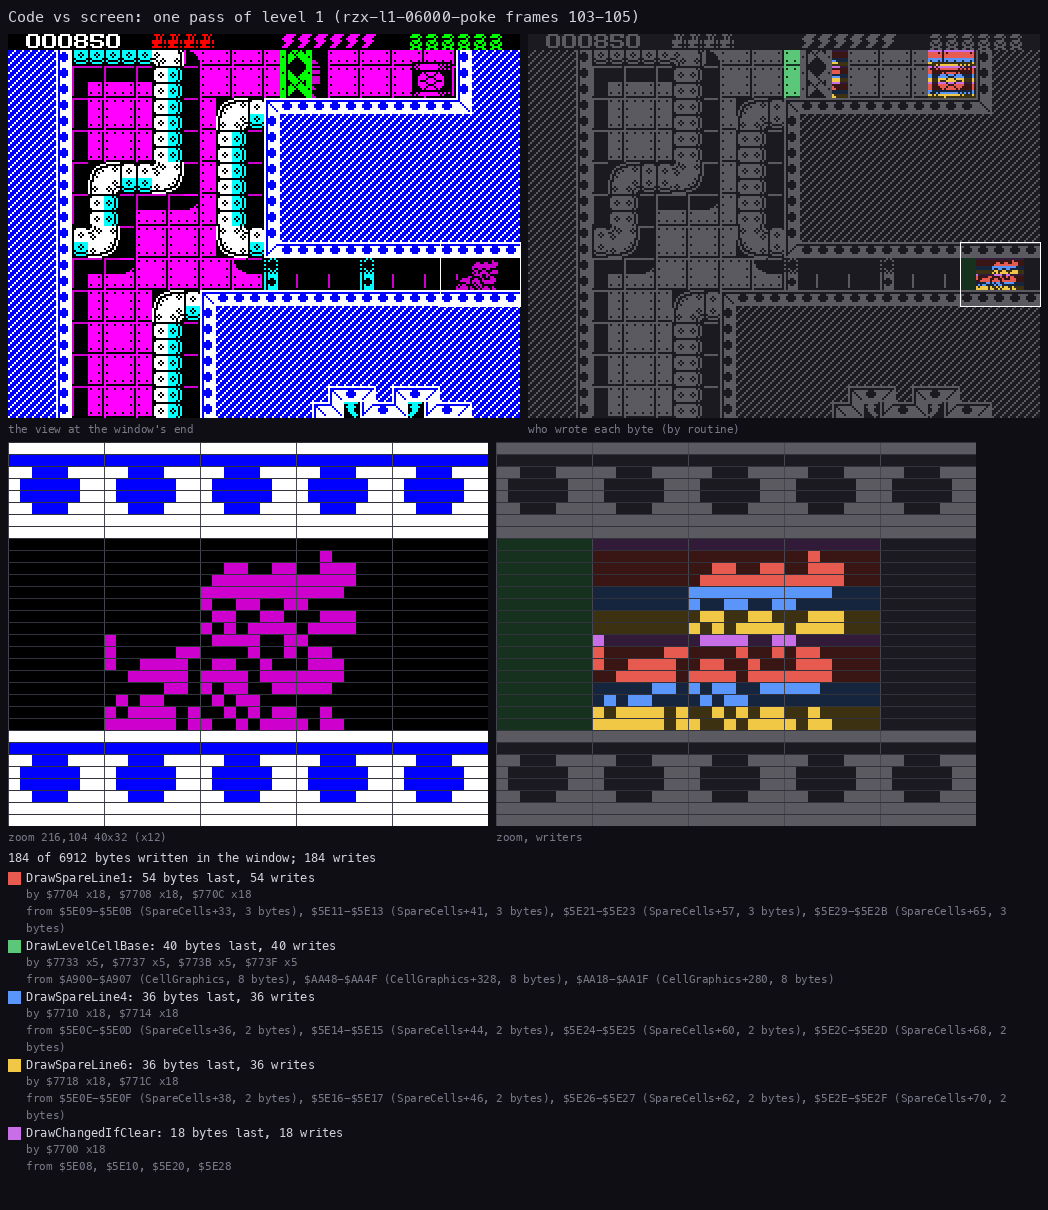 Code vs screen: one pass of level 1 (rzx-l1-06000-poke frames 103-105)
000850
000850
the view at the window's end
who wrote each byte (by routine)
zoom 216,104 40x32 (x12)
zoom, writers
184 of 6912 bytes written in the window; 184 writes
DrawSpareLine1: 54 bytes last, 54 writes
by $7704 x18, $7708 x18, $770C x18
from $5E09–$5E0B (SpareCells+33, 3 bytes), $5E11–$5E13 (SpareCells+41, 3 bytes), $5E21–$5E23 (SpareCells+57, 3 bytes), $5E29–$5E2B (SpareCells+65, 3
bytes)
DrawLevelCellBase: 40 bytes last, 40 writes
by $7733 x5, $7737 x5, $773B x5, $773F x5
from $A900–$A907 (CellGraphics, 8 bytes), $AA48–$AA4F (CellGraphics+328, 8 bytes), $AA18–$AA1F (CellGraphics+280, 8 bytes)
DrawSpareLine4: 36 bytes last, 36 writes
by $7710 x18, $7714 x18
from $5E0C–$5E0D (SpareCells+36, 2 bytes), $5E14–$5E15 (SpareCells+44, 2 bytes), $5E24–$5E25 (SpareCells+60, 2 bytes), $5E2C–$5E2D (SpareCells+68, 2
bytes)
DrawSpareLine6: 36 bytes last, 36 writes
by $7718 x18, $771C x18
from $5E0E–$5E0F (SpareCells+38, 2 bytes), $5E16–$5E17 (SpareCells+46, 2 bytes), $5E26–$5E27 (SpareCells+62, 2 bytes), $5E2E–$5E2F (SpareCells+70, 2
bytes)
DrawChangedIfClear: 18 bytes last, 18 writes
by $7700 x18
from $5E08, $5E10, $5E20, $5E28